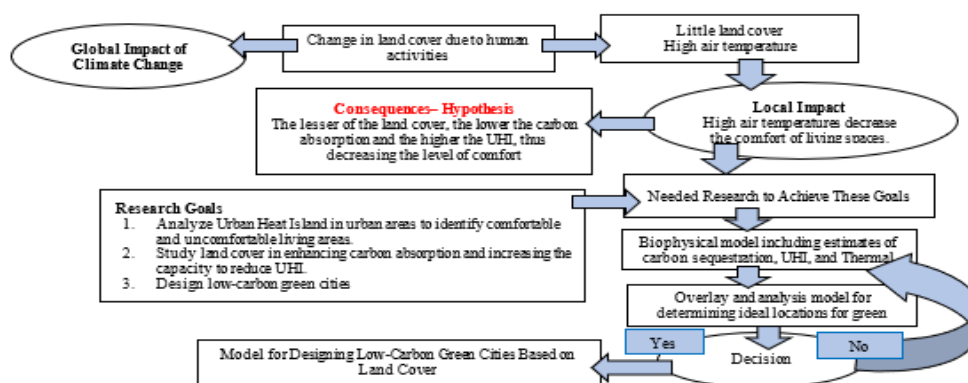 Global Impact of
Climate Change
Change in land cover due to human
activities
Little land cover
High air temperature
Consequences– Hypothesis
The lesser of the land cover, the lower the carbon
absorption and the higher the UHI, thus
decreasing the level of comfort
Local Impact
High air temperatures decrease
the comfort of living spaces.
Research Goals
1. Analyze Urban Heat Island in urban areas to identify comfortable
and uncomfortable living areas.
2. Study land cover in enhancing carbon absorption and increasing the
capacity to reduce UHI.
3. Design low-carbon green cities
Needed Research to Achieve These Goals
Biophysical model including estimates of
carbon sequestration, UHI, and Thermal
Overlay and analysis model for
determining ideal locations for green
Yes
Decision
No
Model for Designing Low-Carbon Green Cities Based on
Land Cover